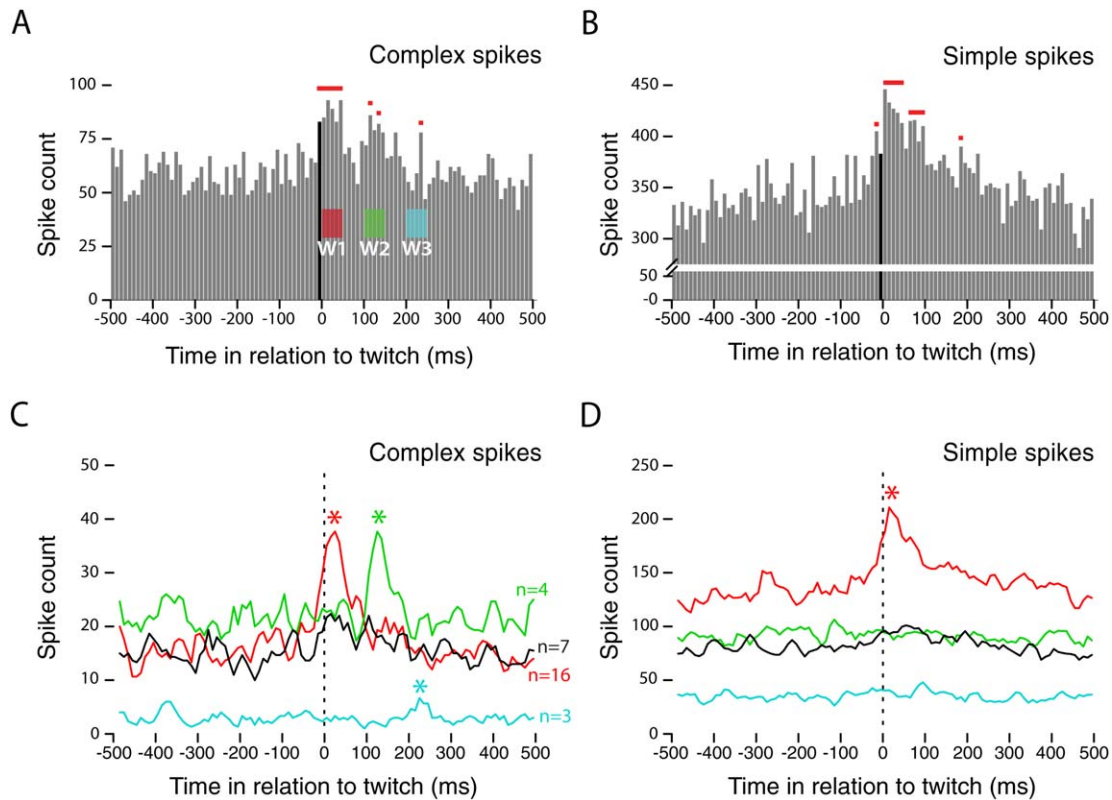 A
Complex spikes
Spike count
100
75
50
25
0
W1 W2 W3
-500 -400 -300 -200 -100 0 100 200 300 400 500
Time in relation to twitch (ms)
B
Simple spikes
Spike count
450
400
350
300
50
-0
-500 -400 -300 -200 -100 0 100 200 300 400 500
Time in relation to twitch (ms)
C
Complex spikes
Spike count
50
40
30
20
10
0
* * *
n=4
n=7
n=16
n=3
-500 -400 -300 -200 -100 0 100 200 300 400 500
Time in relation to twitch (ms)
D
Simple spikes
Spike count
250
200
150
100
50
0
*
-500 -400 -300 -200 -100 0 100 200 300 400 500
Time in relation to twitch (ms)